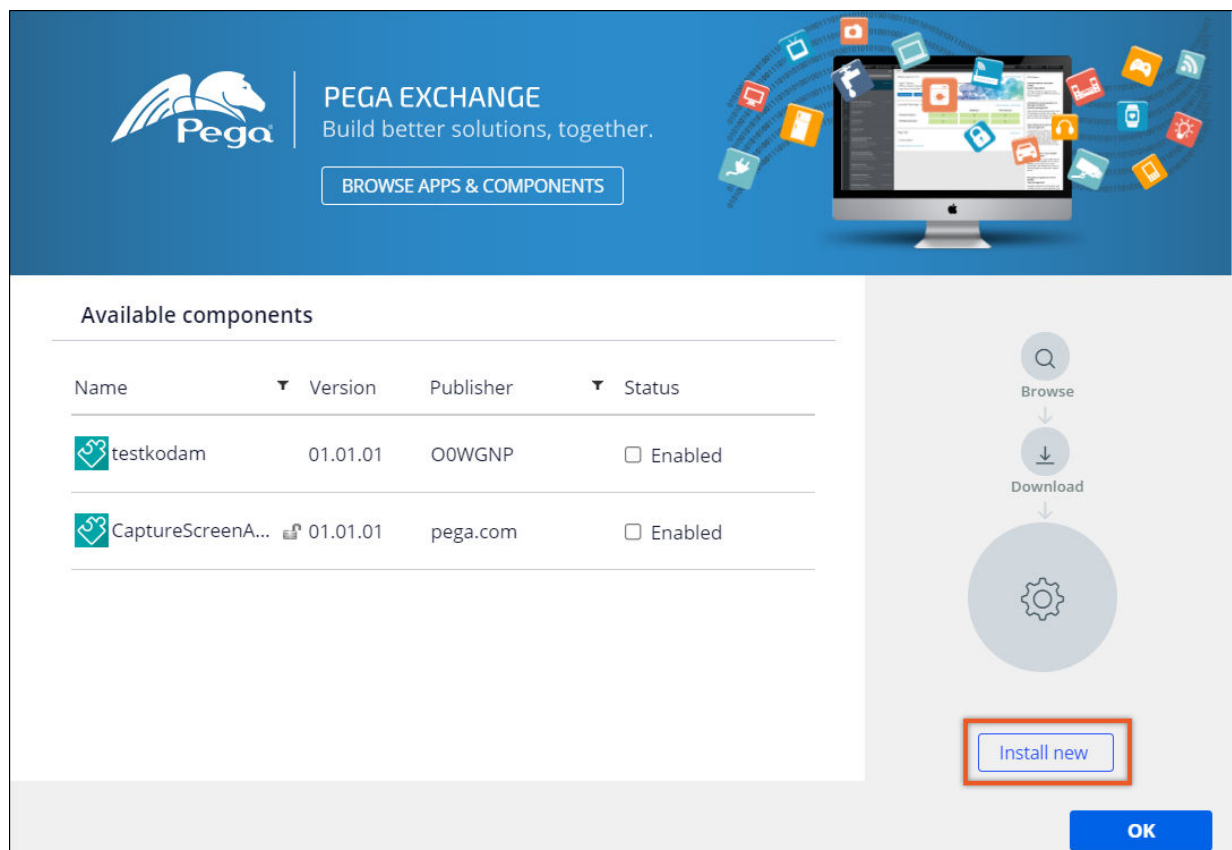 Pega
PEGA EXCHANGE
Build better solutions, together.
BROWSE APPS & COMPONENTS
Available components
Name Version Publisher Status
testkodam 01.01.01 O0WGNP Enabled
CaptureScreenA... 01.01.01 pega.com Enabled
Browse
Download
Install new
OK